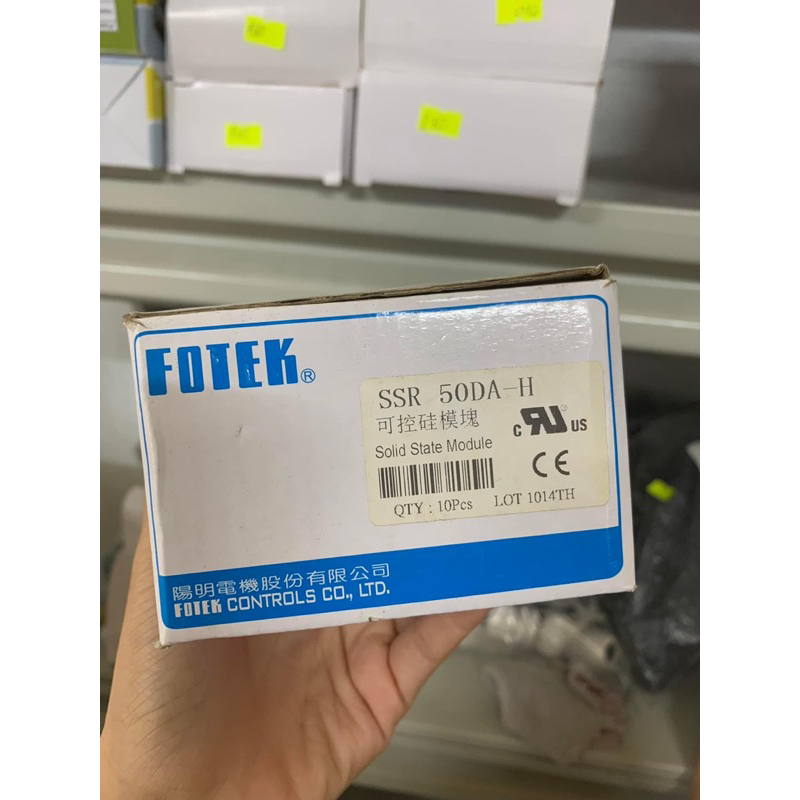 FOTEK®
SSR 50DA-H
可控硅模塊
Solid State Module
c RU US
CE
QTY : 10Pcs
LOT 1014TH
陽明電機股份有限公司
FOTEK CONTROLS CO., LTD.